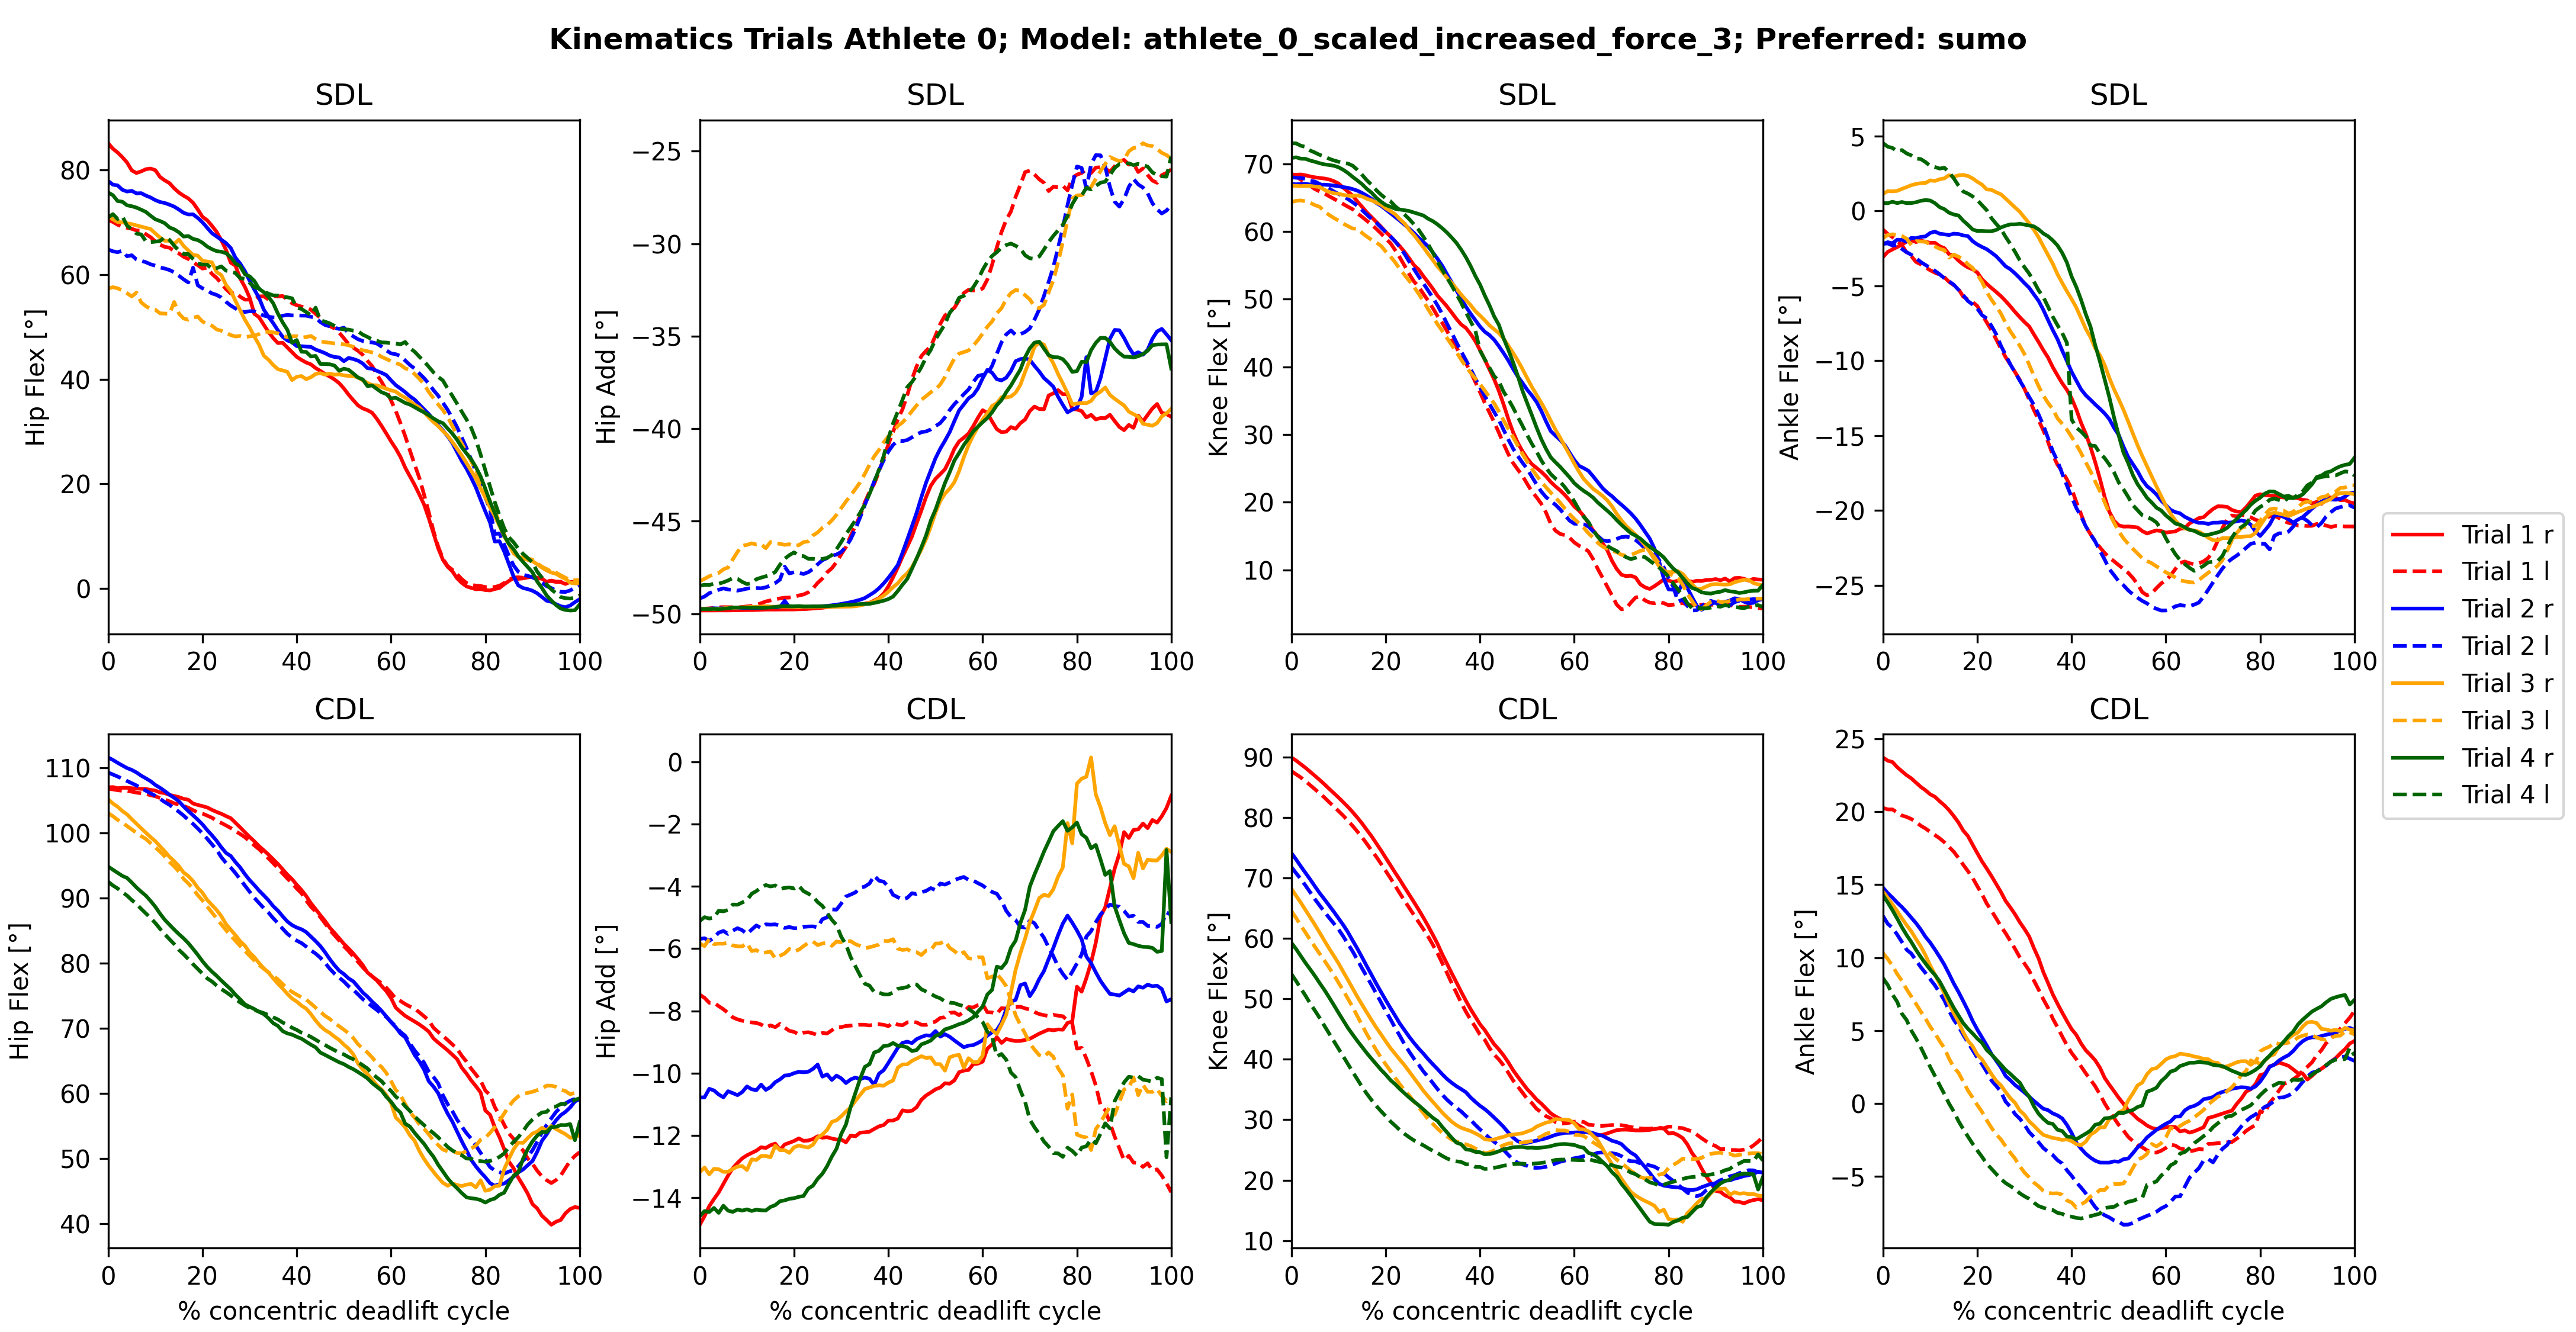 Kinematics Trials Athlete 0; Model: athlete_0_scaled_increased_force_3; Preferred: sumo
SDL
Hip Flex [°]
80
60
40
20
0
0 20 40 60 80 100
SDL
Hip Add [°]
−25
−30
−35
−40
−45
−50
0 20 40 60 80 100
SDL
Knee Flex [°]
70
60
50
40
30
20
10
0 20 40 60 80 100
SDL
Ankle Flex [°]
5
0
−5
−10
−15
−20
−25
0 20 40 60 80 100
Trial 1 r
Trial 1 l
Trial 2 r
Trial 2 l
Trial 3 r
Trial 3 l
Trial 4 r
Trial 4 l
CDL
Hip Flex [°]
110
100
90
80
70
60
50
40
0 20 40 60 80 100
% concentric deadlift cycle
CDL
Hip Add [°]
0
−2
−4
−6
−8
−10
−12
−14
0 20 40 60 80 100
% concentric deadlift cycle
CDL
Knee Flex [°]
90
80
70
60
50
40
30
20
10
0 20 40 60 80 100
% concentric deadlift cycle
CDL
Ankle Flex [°]
25
20
15
10
5
0
−5
0 20 40 60 80 100
% concentric deadlift cycle